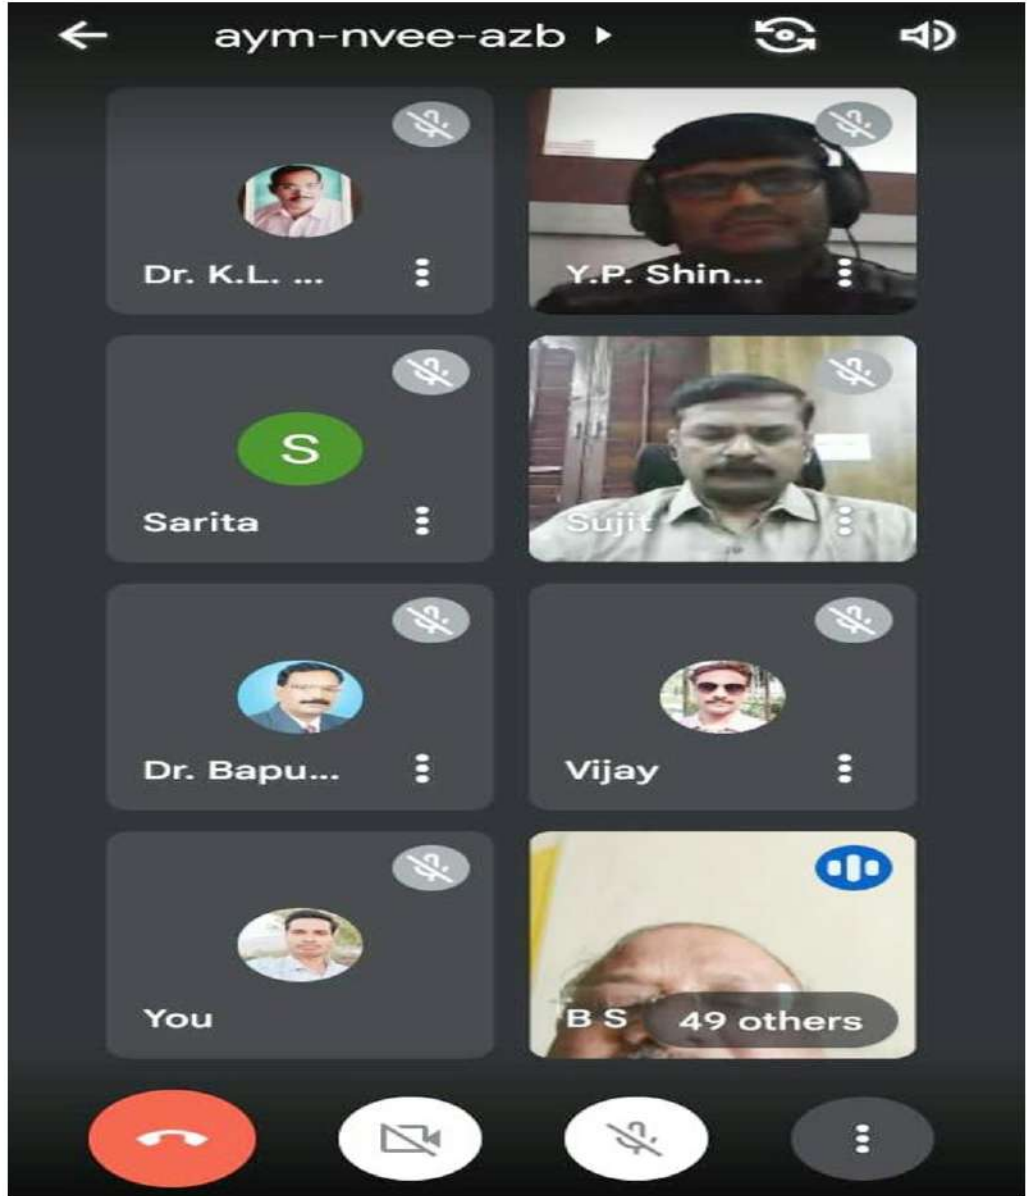 aym-nvee-azb
Dr. K.L. ...
Y.P. Shin...
S
Sarita
Sujit
Dr. Bapu...
Vijay
You
B S
49 others